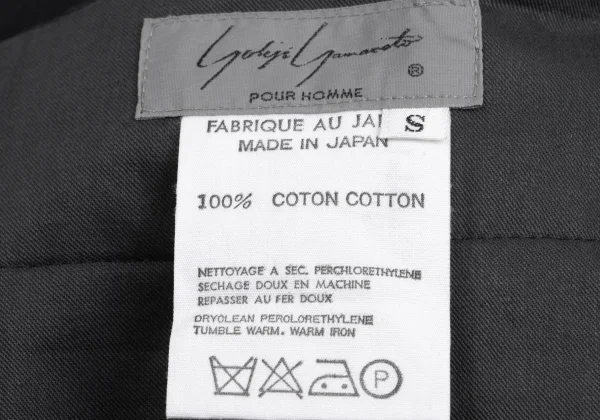 Yohji Yamamoto
®
POUR HOMME
FABRIQUE AU JA
S
MADE IN JAPAN
100% COTON COTTON
NETTOYAGE A SEC. PERCHLORETHYLENE
SECHAGE DOUX EN MACHINE
REPASSER AU FER DOUX
DRYCLEAN PEROLORETHYLENE
TUMBLE WARM. WARM IRON
P